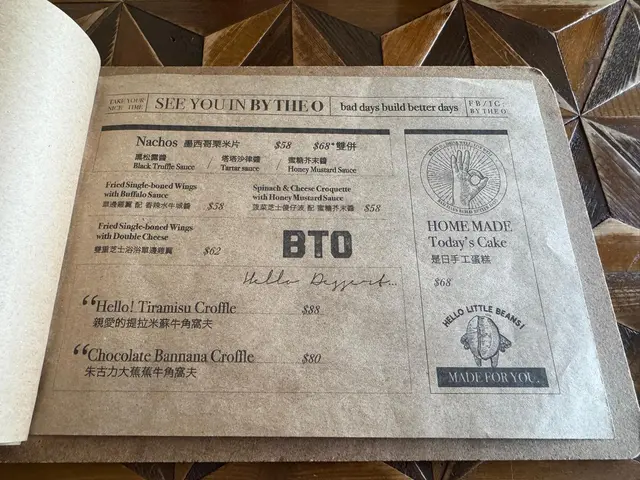 TAKE YOUR
NICE TIME
SEE YOU IN BY THE O
bad days build better days
FB / IG:
BY THE O
Nachos 墨西哥粟米片 $58 $68*雙併
黑松露醬 / 塔塔沙律醬 / 蜜糖芥末醬
Black Truffle Sauce / Tartar sauce / Honey Mustard Sauce
Fried Single-boned Wings
with Buffalo Sauce
單邊雞翼 配 香辣水牛城醬 $58
Spinach & Cheese Croquette
with Honey Mustard Sauce
菠菜芝士薯仔波 配 蜜糖芥末醬 $58
Fried Single-boned Wings
with Double Cheese
雙重芝士浴浴單邊雞翼 $62
BTO
Hello Dessert...
“Hello! Tiramisu Croffle $88
親愛的提拉米蘇牛角窩夫
“Chocolate Bannana Croffle $80
朱古力大蕉蕉牛角窩夫
HOME MADE
Today's Cake
是日手工蛋糕
$68
HELLO LITTLE BEANS!
MADE FOR YOU